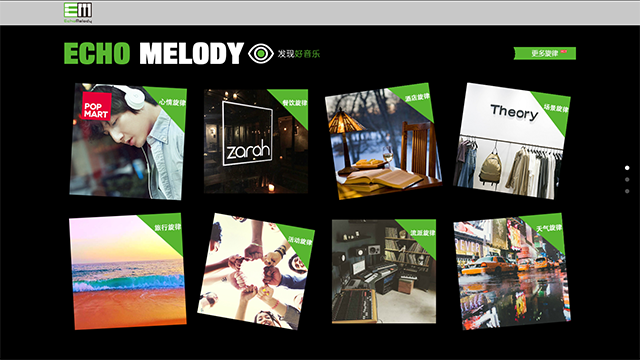 EM
EchoMelody
ECHO MELODY 发现好音乐
更多旋律
POP
MART
心情旋律
餐饮旋律
zarah
酒店旋律
场景旋律
Theory
旅行旋律
活动旋律
流派旋律
天气旋律